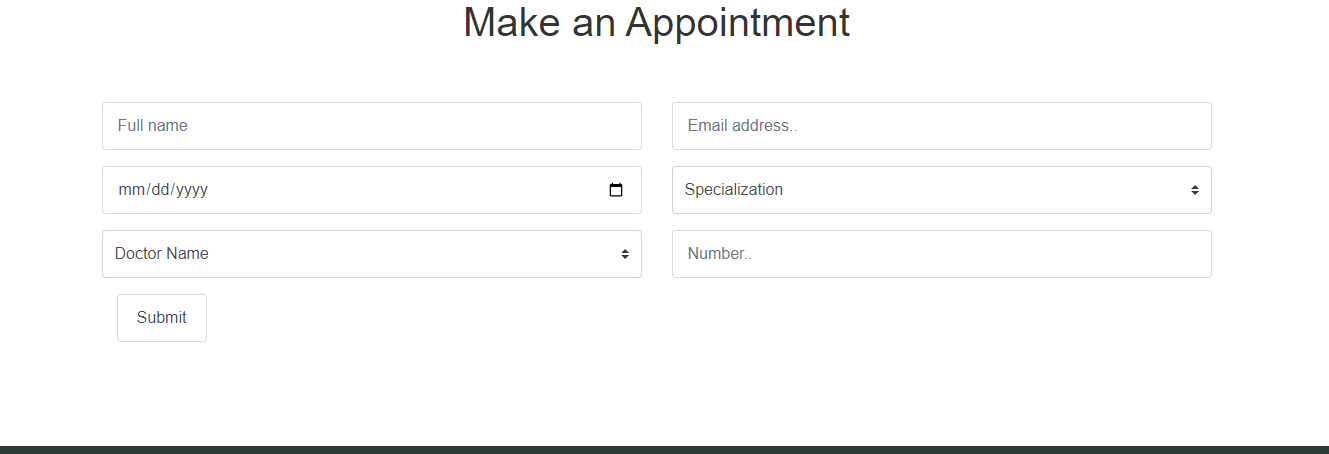 Make an Appointment
Full name
Email address..
mm/dd/yyyy
Specialization
Doctor Name
Number..
Submit